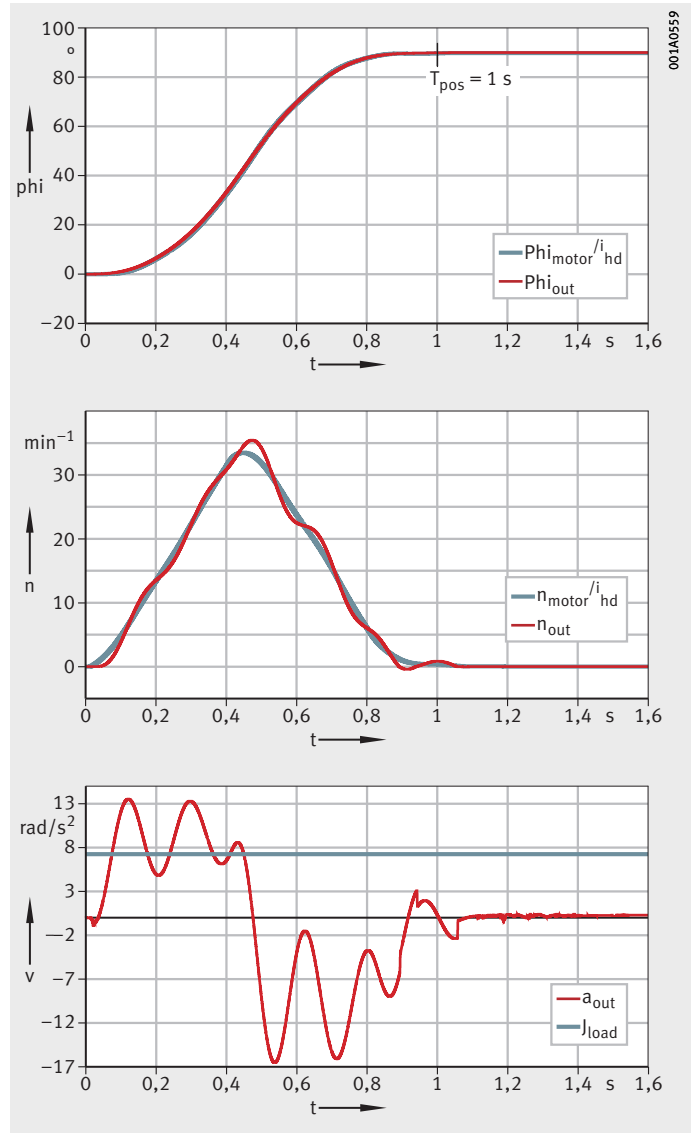 001A0559
100
°
80
60
phi
40
20
0
−20
T_pos = 1 s
Phi_motor/i_hd
Phi_out
0 0,2 0,4 0,6 0,8 1 1,2 1,4 s 1,6
t
min⁻¹
30
20
n
10
0
n_motor/i_hd
n_out
0 0,2 0,4 0,6 0,8 1 1,2 1,4 s 1,6
t
13
rad/s²
8
3
−2
v
−7
−12
−17
a_out
J_load
0 0,2 0,4 0,6 0,8 1 1,2 1,4 s 1,6
t